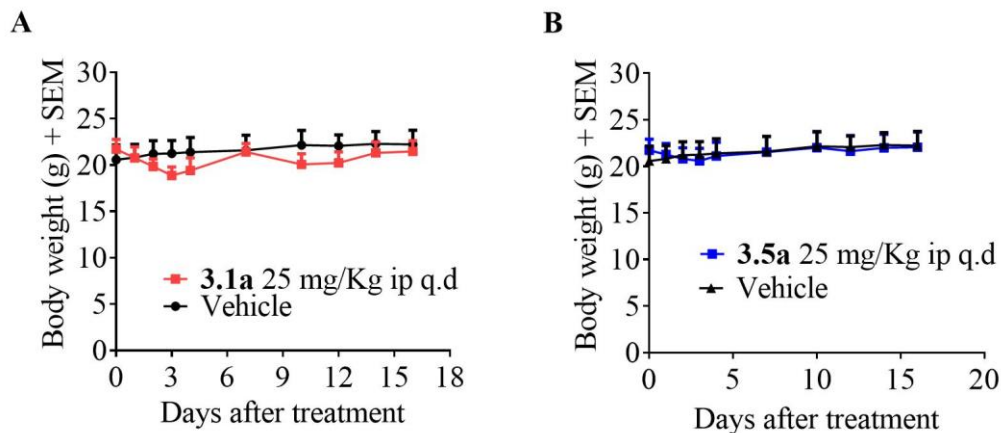 A
Body weight (g) + SEM
30
25
20
15
10
5
0
3.1a 25 mg/Kg ip q.d
Vehicle
0 3 6 9 12 15 18
Days after treatment
B
Body weight (g) + SEM
30
25
20
15
10
5
0
3.5a 25 mg/Kg ip q.d
Vehicle
0 5 10 15 20
Days after treatment